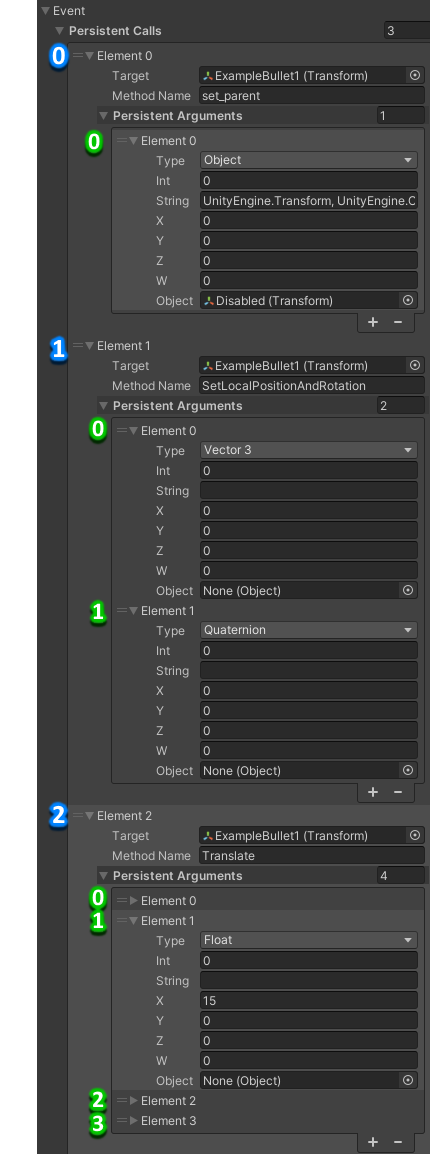 Event
Persistent Calls 3
0 Element 0
Target ExampleBullet1 (Transform)
Method Name set_parent
Persistent Arguments 1
0 Element 0
Type Object
Int 0
String UnityEngine.Transform, UnityEngine.C
X 0
Y 0
Z 0
W 0
Object Disabled (Transform)
+ −
1 Element 1
Target ExampleBullet1 (Transform)
Method Name SetLocalPositionAndRotation
Persistent Arguments 2
0 Element 0
Type Vector 3
Int 0
String
X 0
Y 0
Z 0
W 0
Object None (Object)
1 Element 1
Type Quaternion
Int 0
String
X 0
Y 0
Z 0
W 0
Object None (Object)
+ −
2 Element 2
Target ExampleBullet1 (Transform)
Method Name Translate
Persistent Arguments 4
0 Element 0
1 Element 1
Type Float
Int 0
String
X 15
Y 0
Z 0
W 0
Object None (Object)
2 Element 2
3 Element 3
+ −